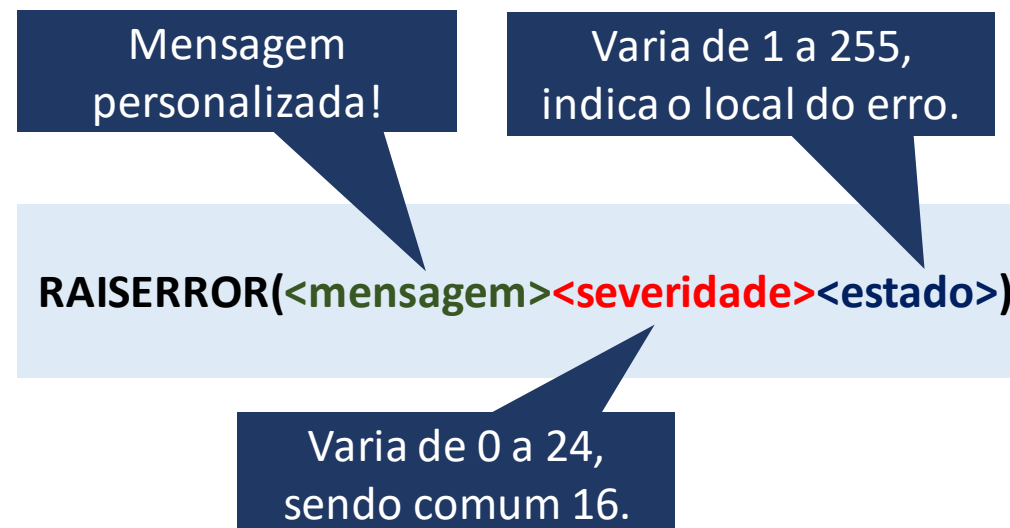 Mensagem
personalizada!
Varia de 1 a 255,
indica o local do erro.
RAISERROR(<mensagem><severidade><estado>)
Varia de 0 a 24,
sendo comum 16.